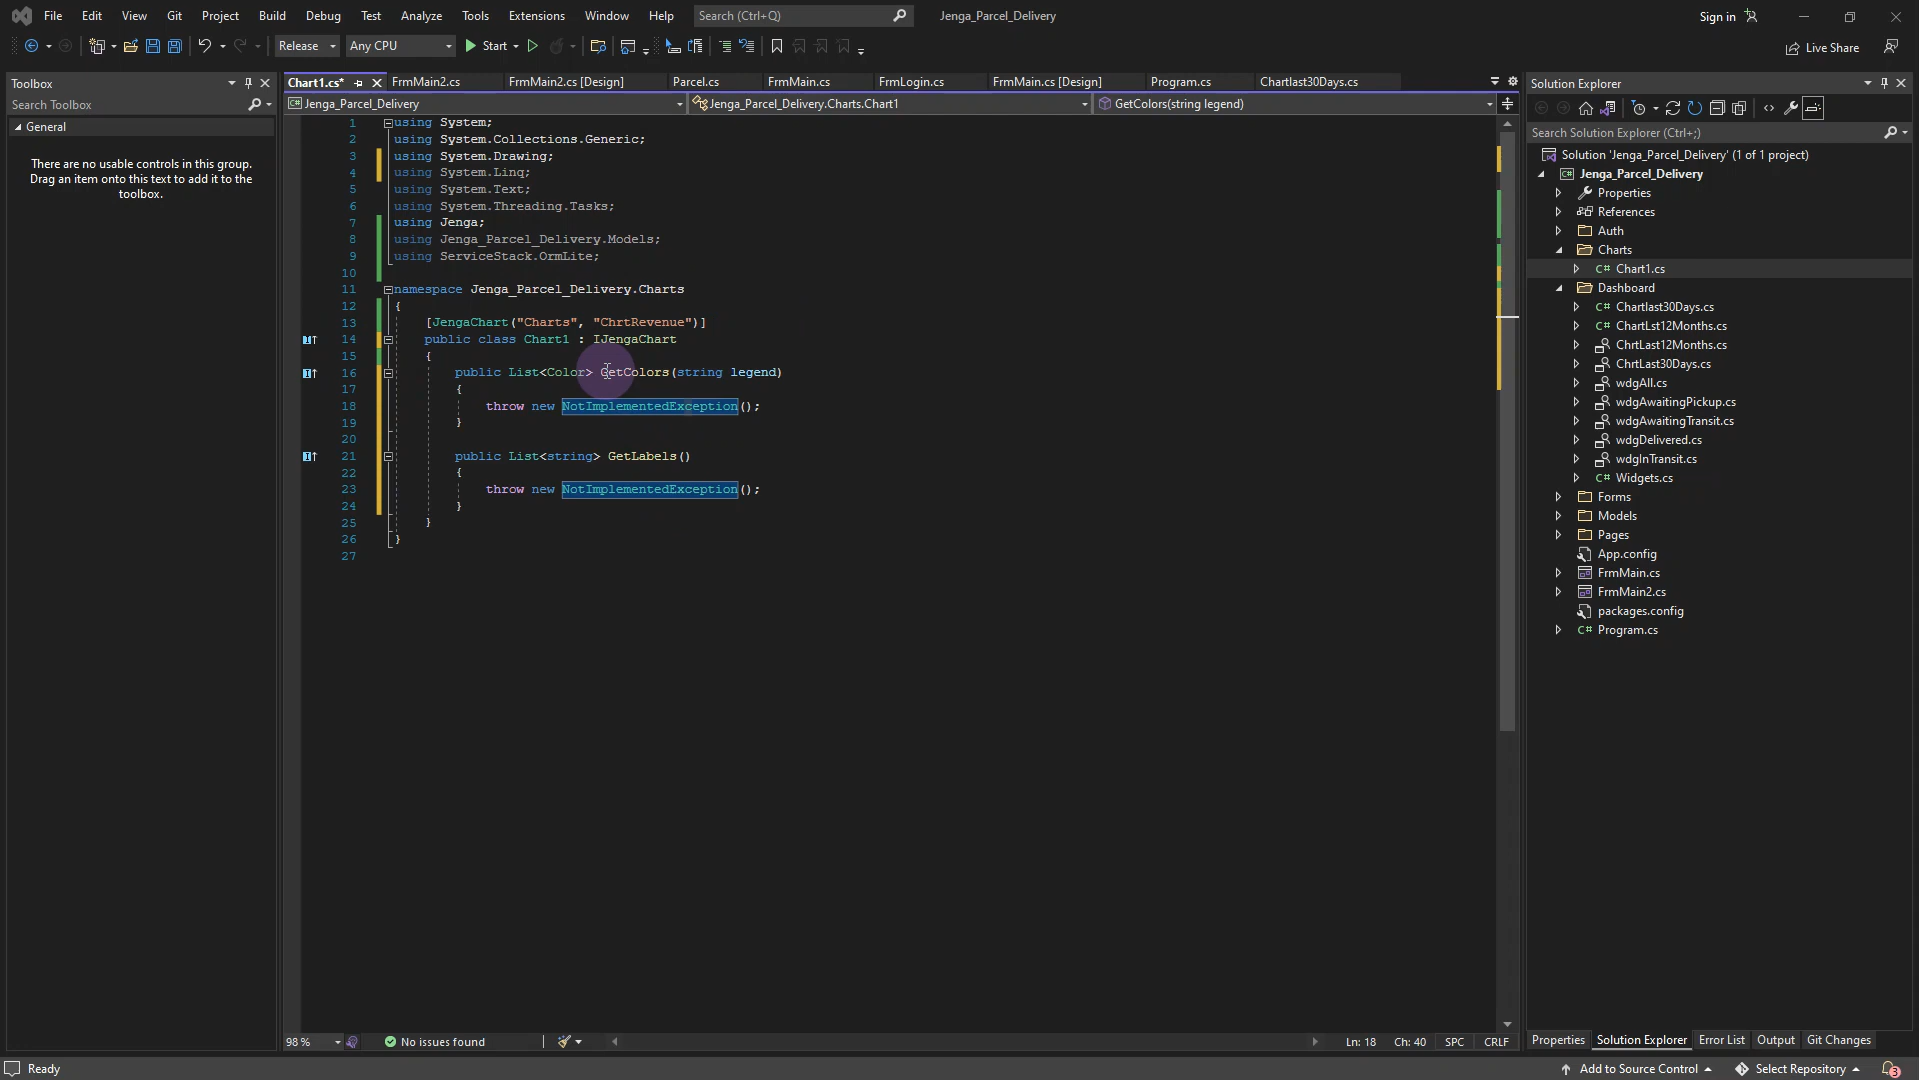 File Edit View Git Project Build Debug Test Analyze Tools Extensions Window Help Search (Ctrl+Q) Jenga_Parcel_Delivery Sign in
Release Any CPU Start Live Share
Toolbox
Search Toolbox
General
There are no usable controls in this group.
Drag an item onto this text to add it to the
toolbox.
Chart1.cs* FrmMain2.cs FrmMain2.cs [Design] Parcel.cs FrmMain.cs FrmLogin.cs FrmMain.cs [Design] Program.cs Chartlast30Days.cs
Jenga_Parcel_Delivery Jenga_Parcel_Delivery.Charts.Chart1 GetColors(string legend)
1 using System;
2 using System.Collections.Generic;
3 using System.Drawing;
4 using System.Linq;
5 using System.Text;
6 using System.Threading.Tasks;
7 using Jenga;
8 using Jenga_Parcel_Delivery.Models;
9 using ServiceStack.OrmLite;
10
11 namespace Jenga_Parcel_Delivery.Charts
12 {
13 [JengaChart("Charts", "ChrtRevenue")]
14 public class Chart1 : IJengaChart
15 {
16 public List<Color> GetColors(string legend)
17 {
18 throw new NotImplementedException();
19 }
20
21 public List<string> GetLabels()
22 {
23 throw new NotImplementedException();
24 }
25 }
26 }
27
98 % No issues found Ln: 18 Ch: 40 SPC CRLF
Solution Explorer
Search Solution Explorer (Ctrl+;)
Solution 'Jenga_Parcel_Delivery' (1 of 1 project)
Jenga_Parcel_Delivery
Properties
References
Auth
Charts
C# Chart1.cs
Dashboard
C# Chartlast30Days.cs
C# ChartLst12Months.cs
ChrtLast12Months.cs
ChrtLast30Days.cs
wdgAll.cs
wdgAwaitingPickup.cs
wdgAwaitingTransit.cs
wdgDelivered.cs
wdgInTransit.cs
C# Widgets.cs
Forms
Models
Pages
App.config
FrmMain.cs
FrmMain2.cs
packages.config
C# Program.cs
Properties Solution Explorer Error List Output Git Changes
Ready Add to Source Control Select Repository 3